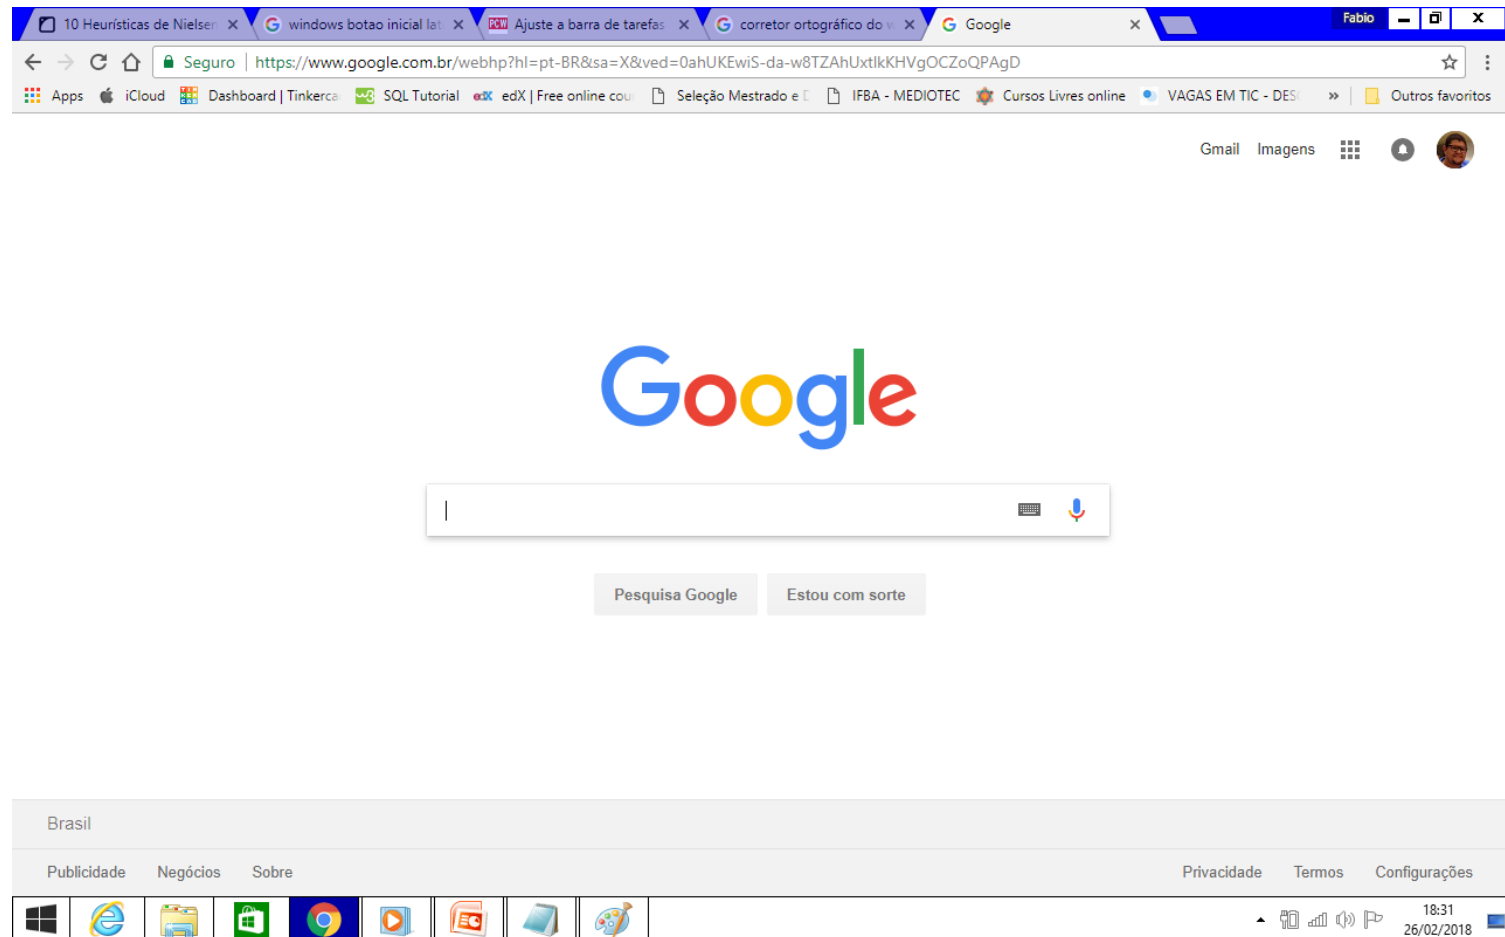 10 Heurísticas de Nielsen
windows botao inicial lat
PCW Ajuste a barra de tarefas
corretor ortográfico do w
Google
Fabio
Seguro https://www.google.com.br/webhp?hl=pt-BR&sa=X&ved=0ahUKEwiS-da-w8TZAhUxtIkKHVgOCZoQPAgD
Apps iCloud Dashboard | Tinkerca SQL Tutorial edX edX | Free online cou Seleção Mestrado e D IFBA - MEDIOTEC Cursos Livres online VAGAS EM TIC - DES » Outros favoritos
Gmail Imagens
Google
Pesquisa Google Estou com sorte
Brasil
Publicidade Negócios Sobre Privacidade Termos Configurações
18:31
26/02/2018